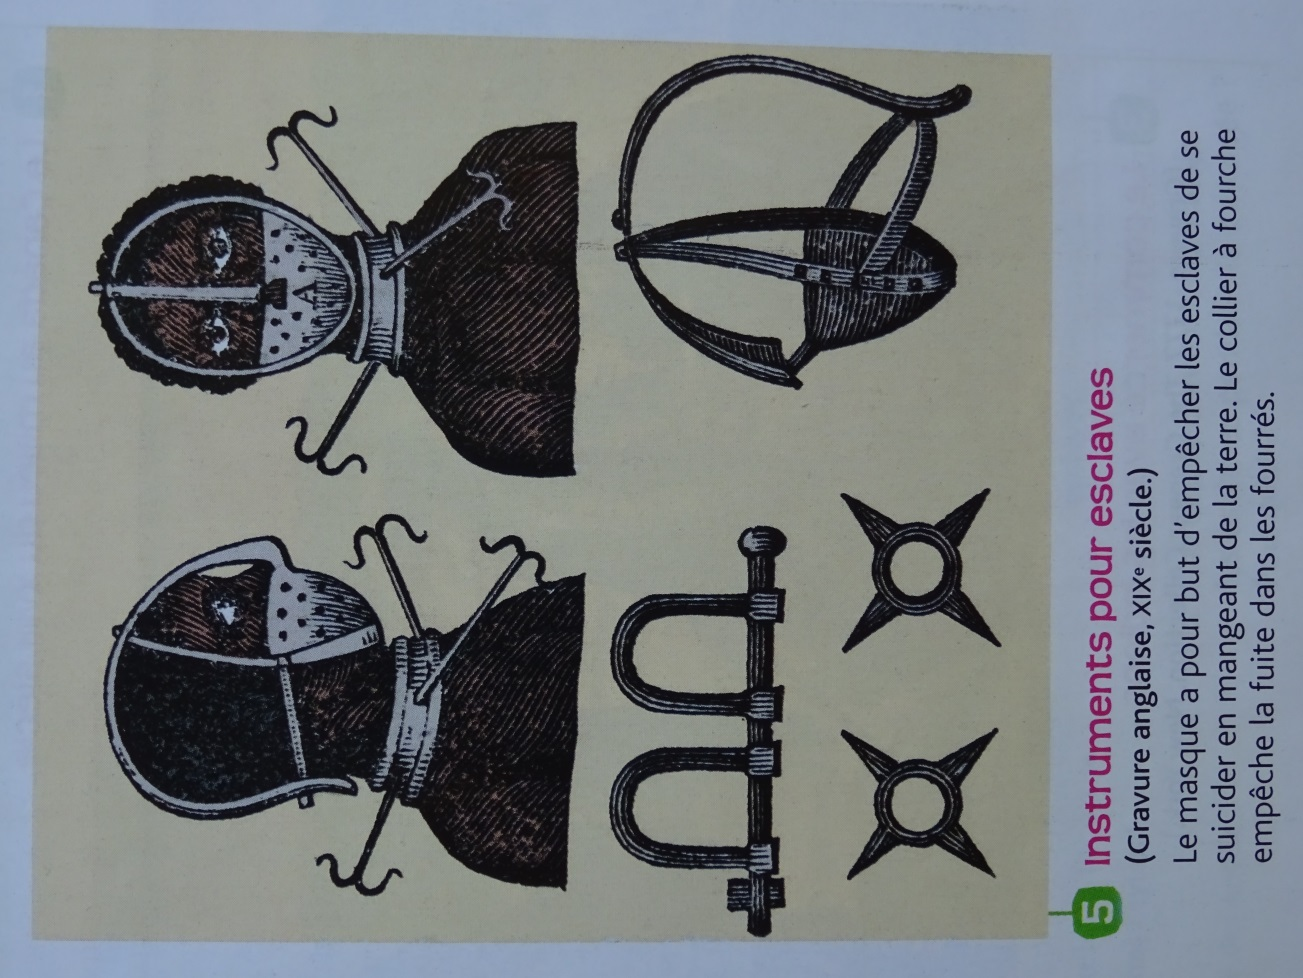 5 Instruments pour esclaves
(Gravure anglaise, XIXᵉ siècle.)
Le masque a pour but d'empêcher les esclaves de se
suicider en mangeant de la terre. Le collier à fourche
empêche la fuite dans les fourrés.